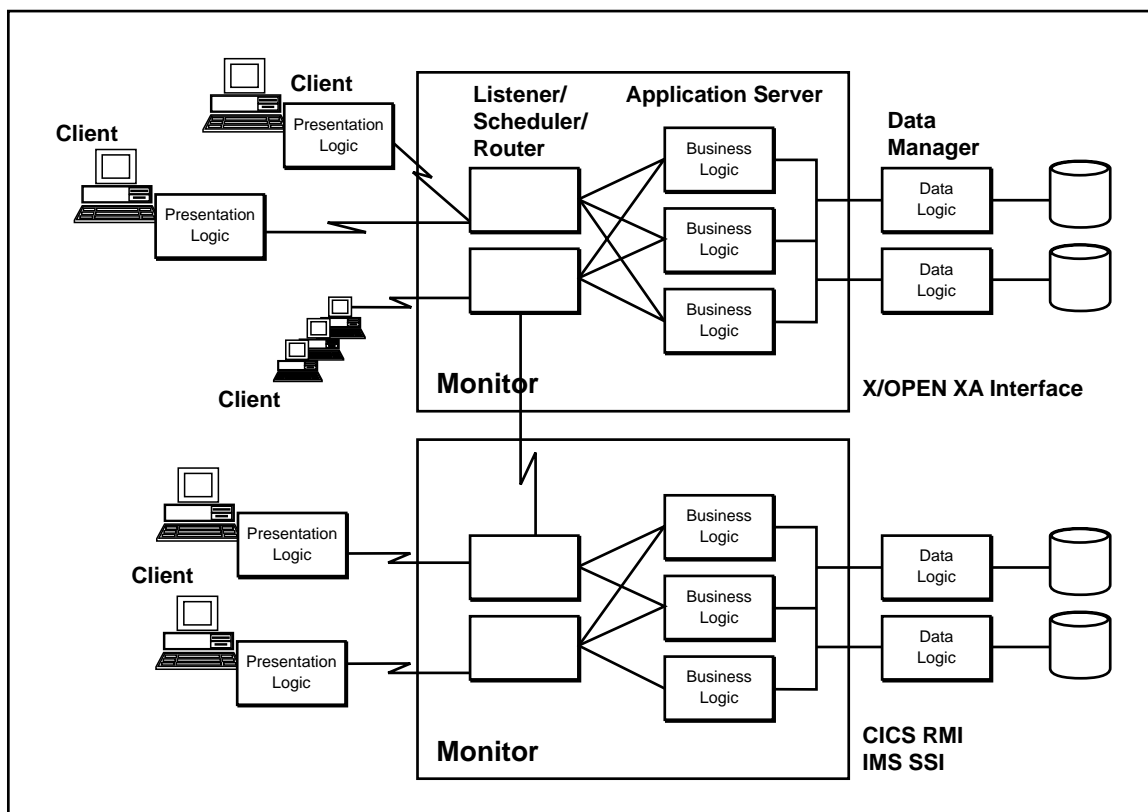 Client
Presentation
Logic
Client
Presentation
Logic
Client
Listener/
Scheduler/
Router
Application Server
Business
Logic
Business
Logic
Business
Logic
Monitor
Data
Manager
Data
Logic
Data
Logic
X/OPEN XA Interface
Presentation
Logic
Client
Presentation
Logic
Business
Logic
Business
Logic
Business
Logic
Monitor
Data
Logic
Data
Logic
CICS RMI
IMS SSI